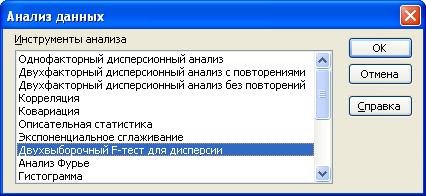 Анализ данных
Инструменты анализа
Однофакторный дисперсионный анализ
Двухфакторный дисперсионный анализ с повторениями
Двухфакторный дисперсионный анализ без повторений
Корреляция
Ковариация
Описательная статистика
Экспоненциальное сглаживание
Двухвыборочный F-тест для дисперсии
Анализ Фурье
Гистограмма
ОК
Отмена
Справка